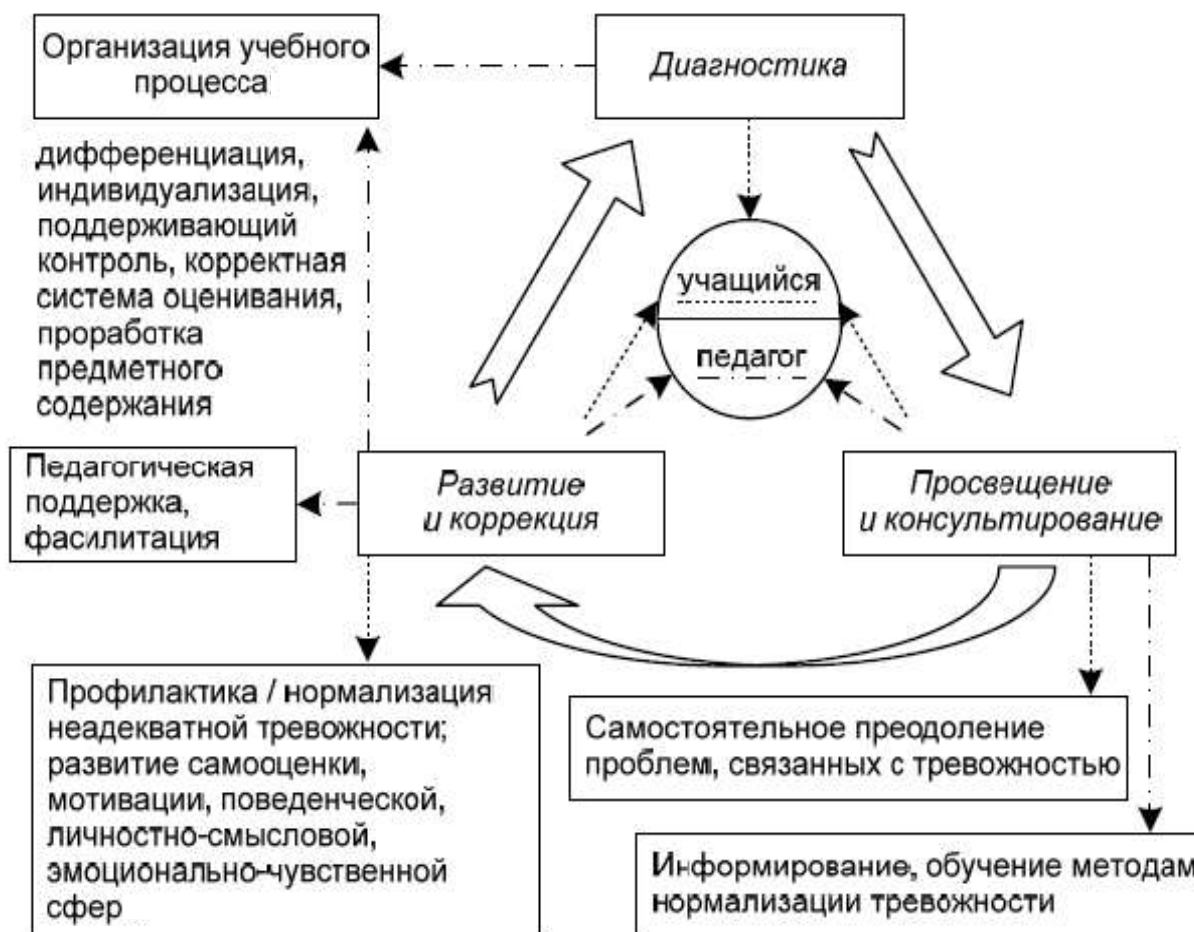 Организация учебного
процесса
Диагностика
дифференциация,
индивидуализация,
поддерживающий
контроль, корректная
система оценивания,
проработка
предметного
содержания
учащийся
педагог
Педагогическая
поддержка,
фасилитация
Развитие
и коррекция
Просвещение
и консультирование
Профилактика / нормализация
неадекватной тревожности;
развитие самооценки,
мотивации, поведенческой,
личностно-смысловой,
эмоционально-чувственной
сфер
Самостоятельное преодоление
проблем, связанных с тревожностью
Информирование, обучение методам
нормализации тревожности